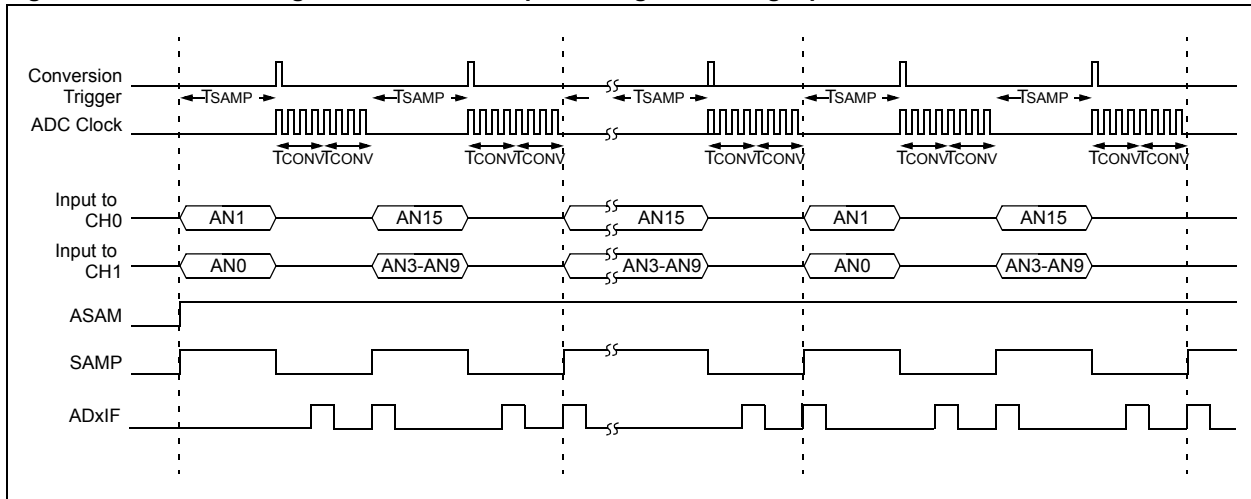 Conversion
Trigger
TSAMP TSAMP TSAMP TSAMP TSAMP
ADC Clock
TCONV TCONV TCONV TCONV TCONV TCONV TCONV TCONV TCONV TCONV
Input to
CH0
AN1 AN15 AN15 AN1 AN15
Input to
CH1
AN0 AN3-AN9 AN3-AN9 AN0 AN3-AN9
ASAM
SAMP
ADxIF